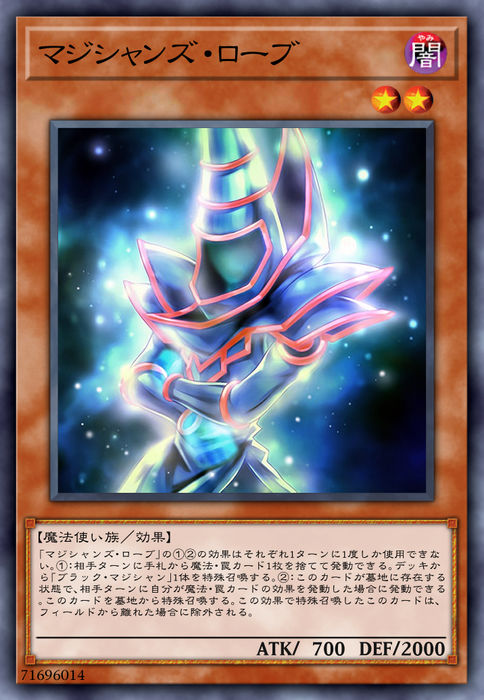 マジシャンズ・ローブ
やみ
闇
【魔法使い族／効果】
「マジシャンズ・ローブ」の①②の効果はそれぞれ1ターンに1度しか使用できな
い。①：相手ターンに手札から魔法・罠カード1枚を捨てて発動できる。デッキか
ら「ブラック・マジシャン」1体を特殊召喚する。②：このカードが墓地に存在する
状態で、相手ターンに自分が魔法・罠カードの効果を発動した場合に発動できる
。このカードを墓地から特殊召喚する。この効果で特殊召喚したこのカードは、
フィールドから離れた場合に除外される。
ATK/ 700 DEF/2000
71696014